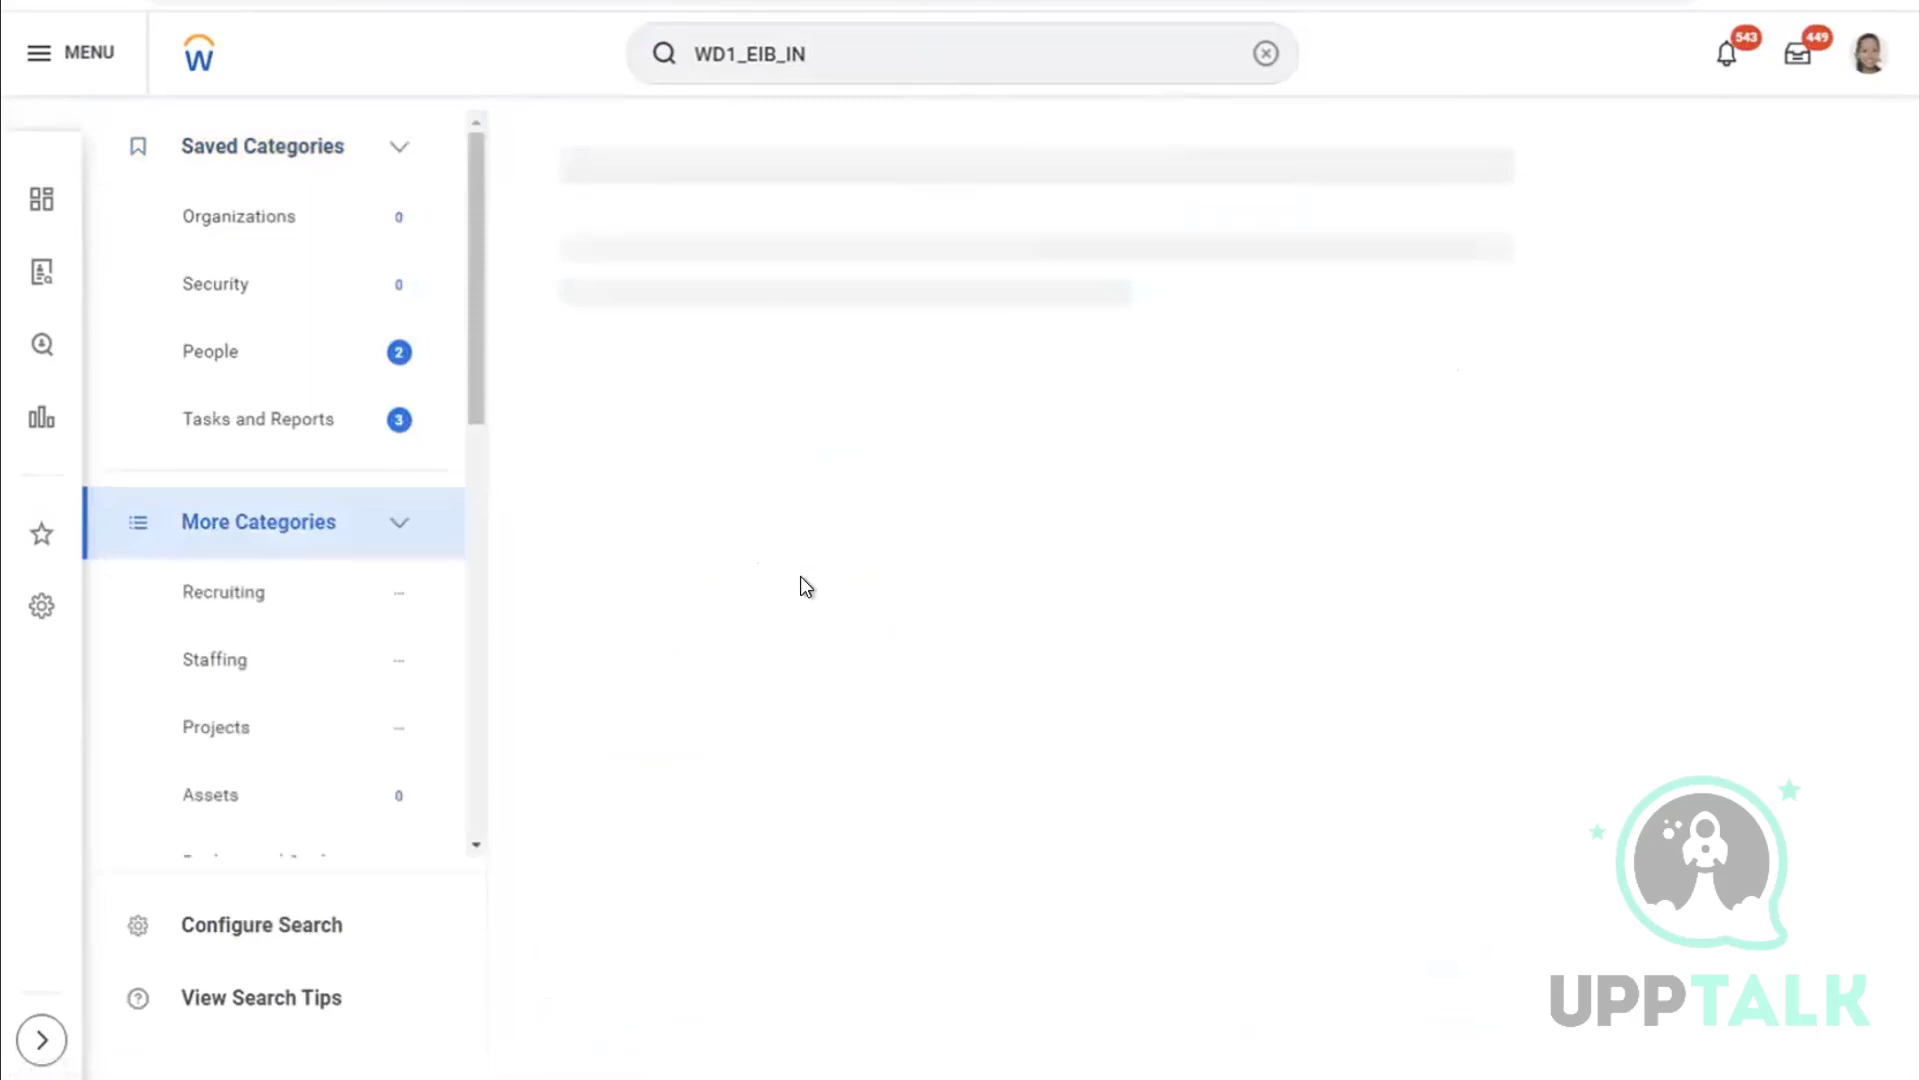 MENU
WD1_EIB_IN
543
449
Saved Categories
Organizations 0
Security 0
People 2
Tasks and Reports 3
More Categories
Recruiting --
Staffing --
Projects --
Assets 0
Configure Search
View Search Tips
UPPTALK